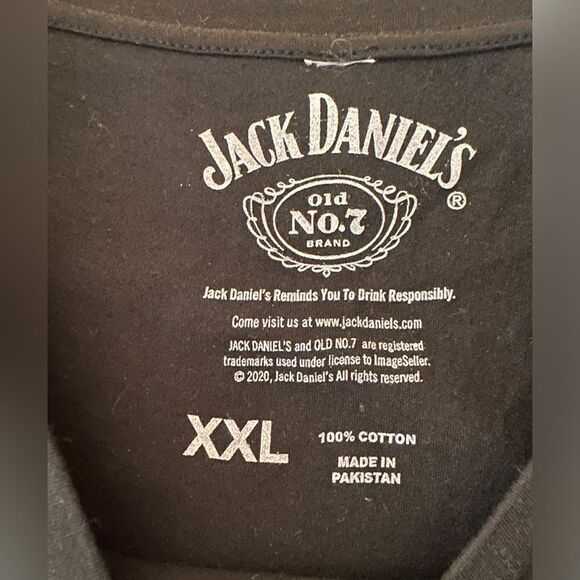 JACK DANIEL'S
Old
No.7
BRAND
®
Jack Daniel's Reminds You To Drink Responsibly.
Come visit us at www.jackdaniels.com
JACK DANIEL'S and OLD NO.7 are registered
trademarks used under license to ImageSeller.
© 2020, Jack Daniel's All rights reserved.
XXL
100% COTTON
MADE IN
PAKISTAN